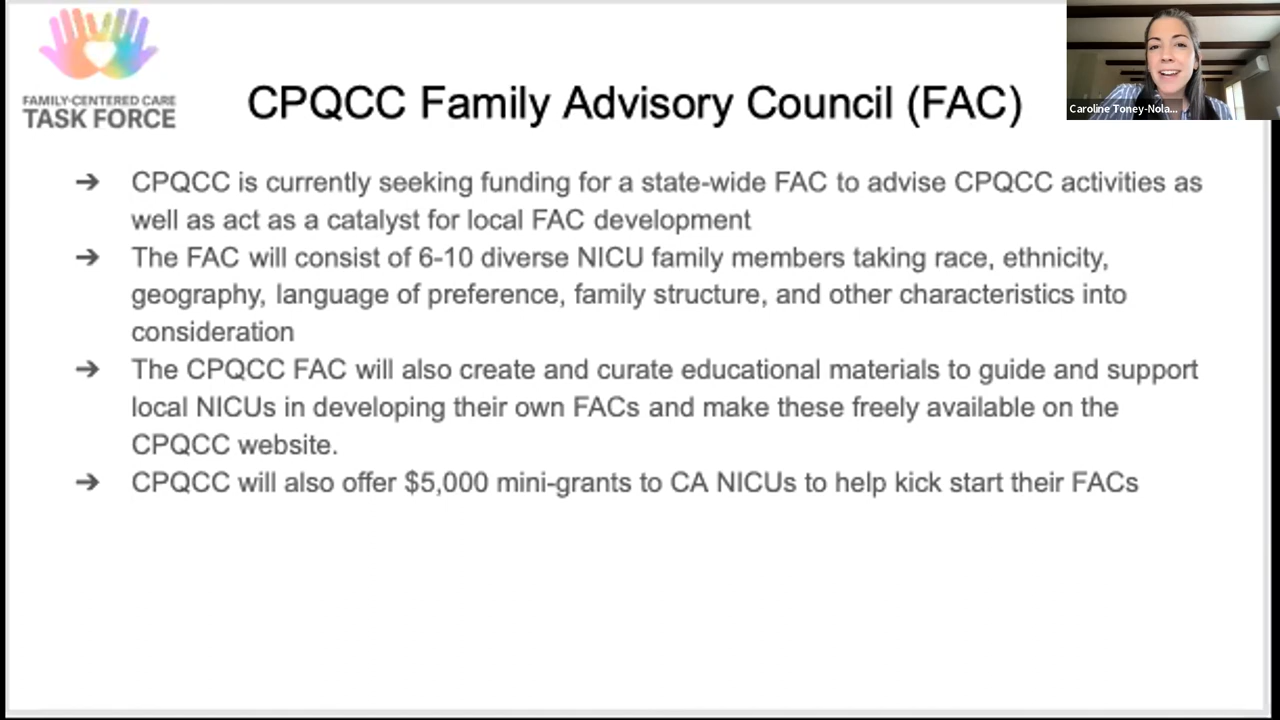 FAMILY-CENTERED CARE
TASK FORCE
CPQCC Family Advisory Council (FAC)
Caroline Toney-Nola...
➔ CPQCC is currently seeking funding for a state-wide FAC to advise CPQCC activities as
well as act as a catalyst for local FAC development
➔ The FAC will consist of 6-10 diverse NICU family members taking race, ethnicity,
geography, language of preference, family structure, and other characteristics into
consideration
➔ The CPQCC FAC will also create and curate educational materials to guide and support
local NICUs in developing their own FACs and make these freely available on the
CPQCC website.
➔ CPQCC will also offer $5,000 mini-grants to CA NICUs to help kick start their FACs